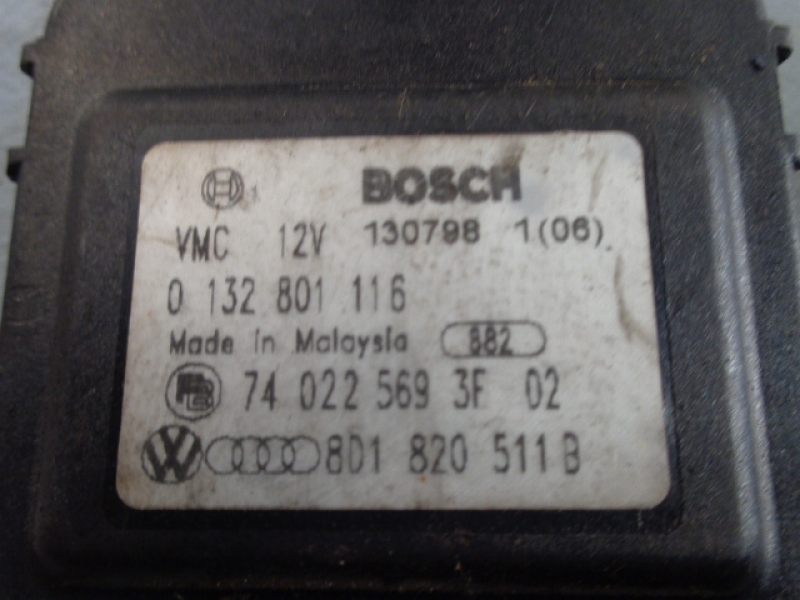 BOSCH
VMC 12V 130798 1(06)
0 132 801 116
Made in Malaysia 882
74 022 569 3F 02
8D1 820 511 B